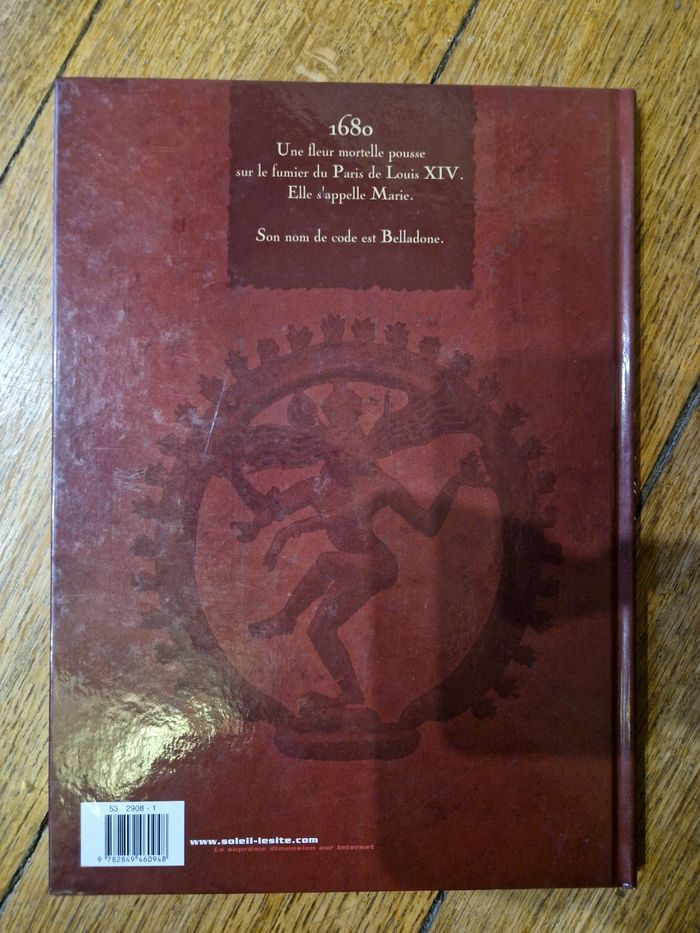 1680
Une fleur mortelle pousse
sur le fumier du Paris de Louis XIV.
Elle s'appelle Marie.
Son nom de code est Belladone.
53 - 2908 - 1
9 782849 460948
www.soleil-lesite.com
La suprême dimension sur internet